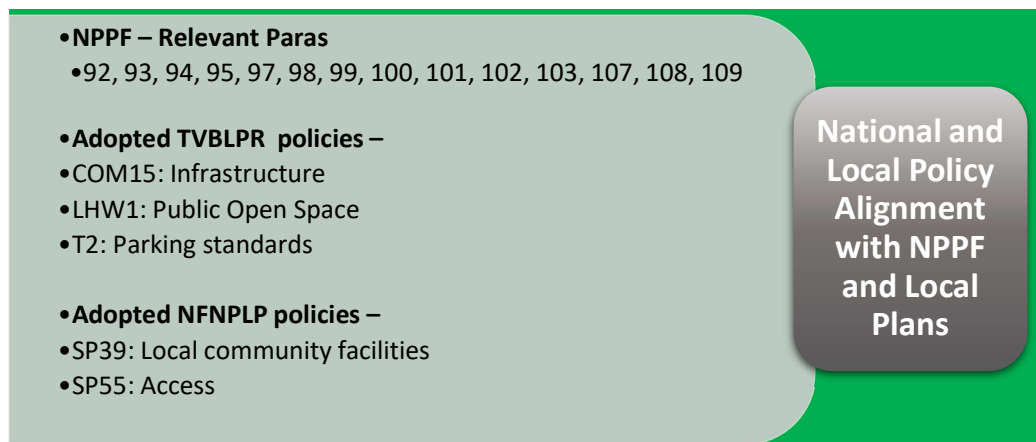 •NPPF – Relevant Paras
•92, 93, 94, 95, 97, 98, 99, 100, 101, 102, 103, 107, 108, 109
•Adopted TVBLPR policies –
•COM15: Infrastructure
•LHW1: Public Open Space
•T2: Parking standards
•Adopted NFNPLP policies –
•SP39: Local community facilities
•SP55: Access
National and
Local Policy
Alignment
with NPPF
and Local
Plans